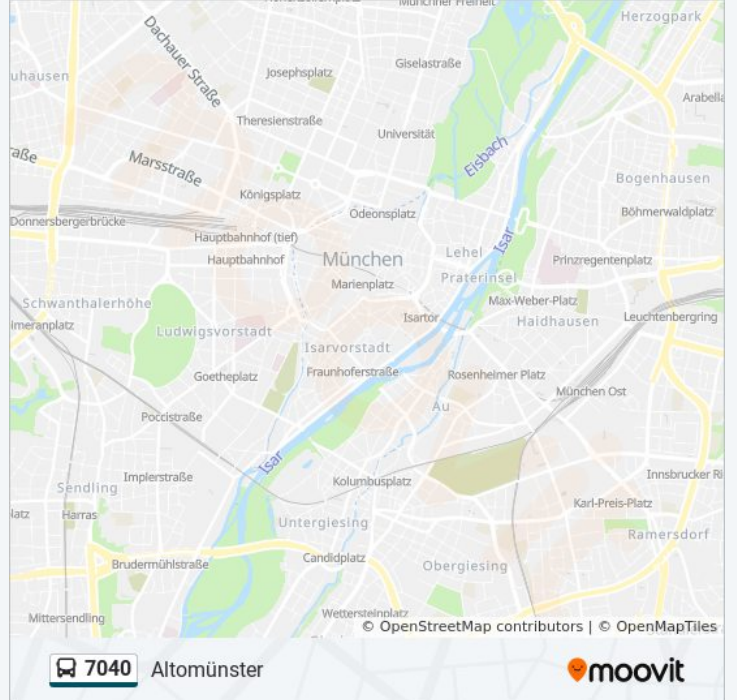 Münchner Freiheit
Herzogpark
Dachauer Straße
Giselastraße
uhausen
Josephsplatz
Arabella
Theresienstraße
Universität
raße
Marsstraße
Eisbach
Bogenhausen
Königsplatz
Odeonsplatz
Böhmerwaldplatz
Donnersbergerbrücke
Hauptbahnhof (tief)
Isar
Hauptbahnhof
München
Lehel
Prinzregentenplatz
Praterinsel
Marienplatz
Schwanthalerhöhe
Max-Weber-Platz
Isartor
Haidhausen
Leuchtenbergring
imeranplatz
Ludwigsvorstadt
Isarvorstadt
Goetheplatz
Fraunhoferstraße
Rosenheimer Platz
München Ost
Au
Poccistraße
Isar
Implerstraße
Kolumbusplatz
Innsbrucker Ri
Sendling
Karl-Preis-Platz
latz
Harras
Untergiesing
Ramersdorf
Brudermühlstraße
Candidplatz
Obergiesing
Mittersendling
Wettersteinplatz
© OpenStreetMap contributors | © OpenMapTiles
7040 Altomünster
moovit